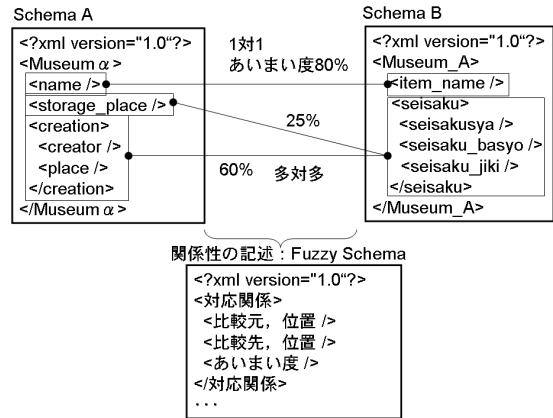 Schema A
<?xml version="1.0“?>
<Museum α>
<name />
<storage_place />
<creation>
<creator />
<place />
</creation>
</Museum α>
1対1
あいまい度80%
25%
60%
多対多
Schema B
<?xml version="1.0“?>
<Museum_A>
<item_name />
<seisaku>
<seisakusya />
<seisaku_basyo />
<seisaku_jiki />
</seisaku>
</Museum_A>
関係性の記述：Fuzzy Schema
<?xml version="1.0“?>
<対応関係>
<比較元，位置 />
<比較先，位置 />
<あいまい度 />
</対応関係>
･･･